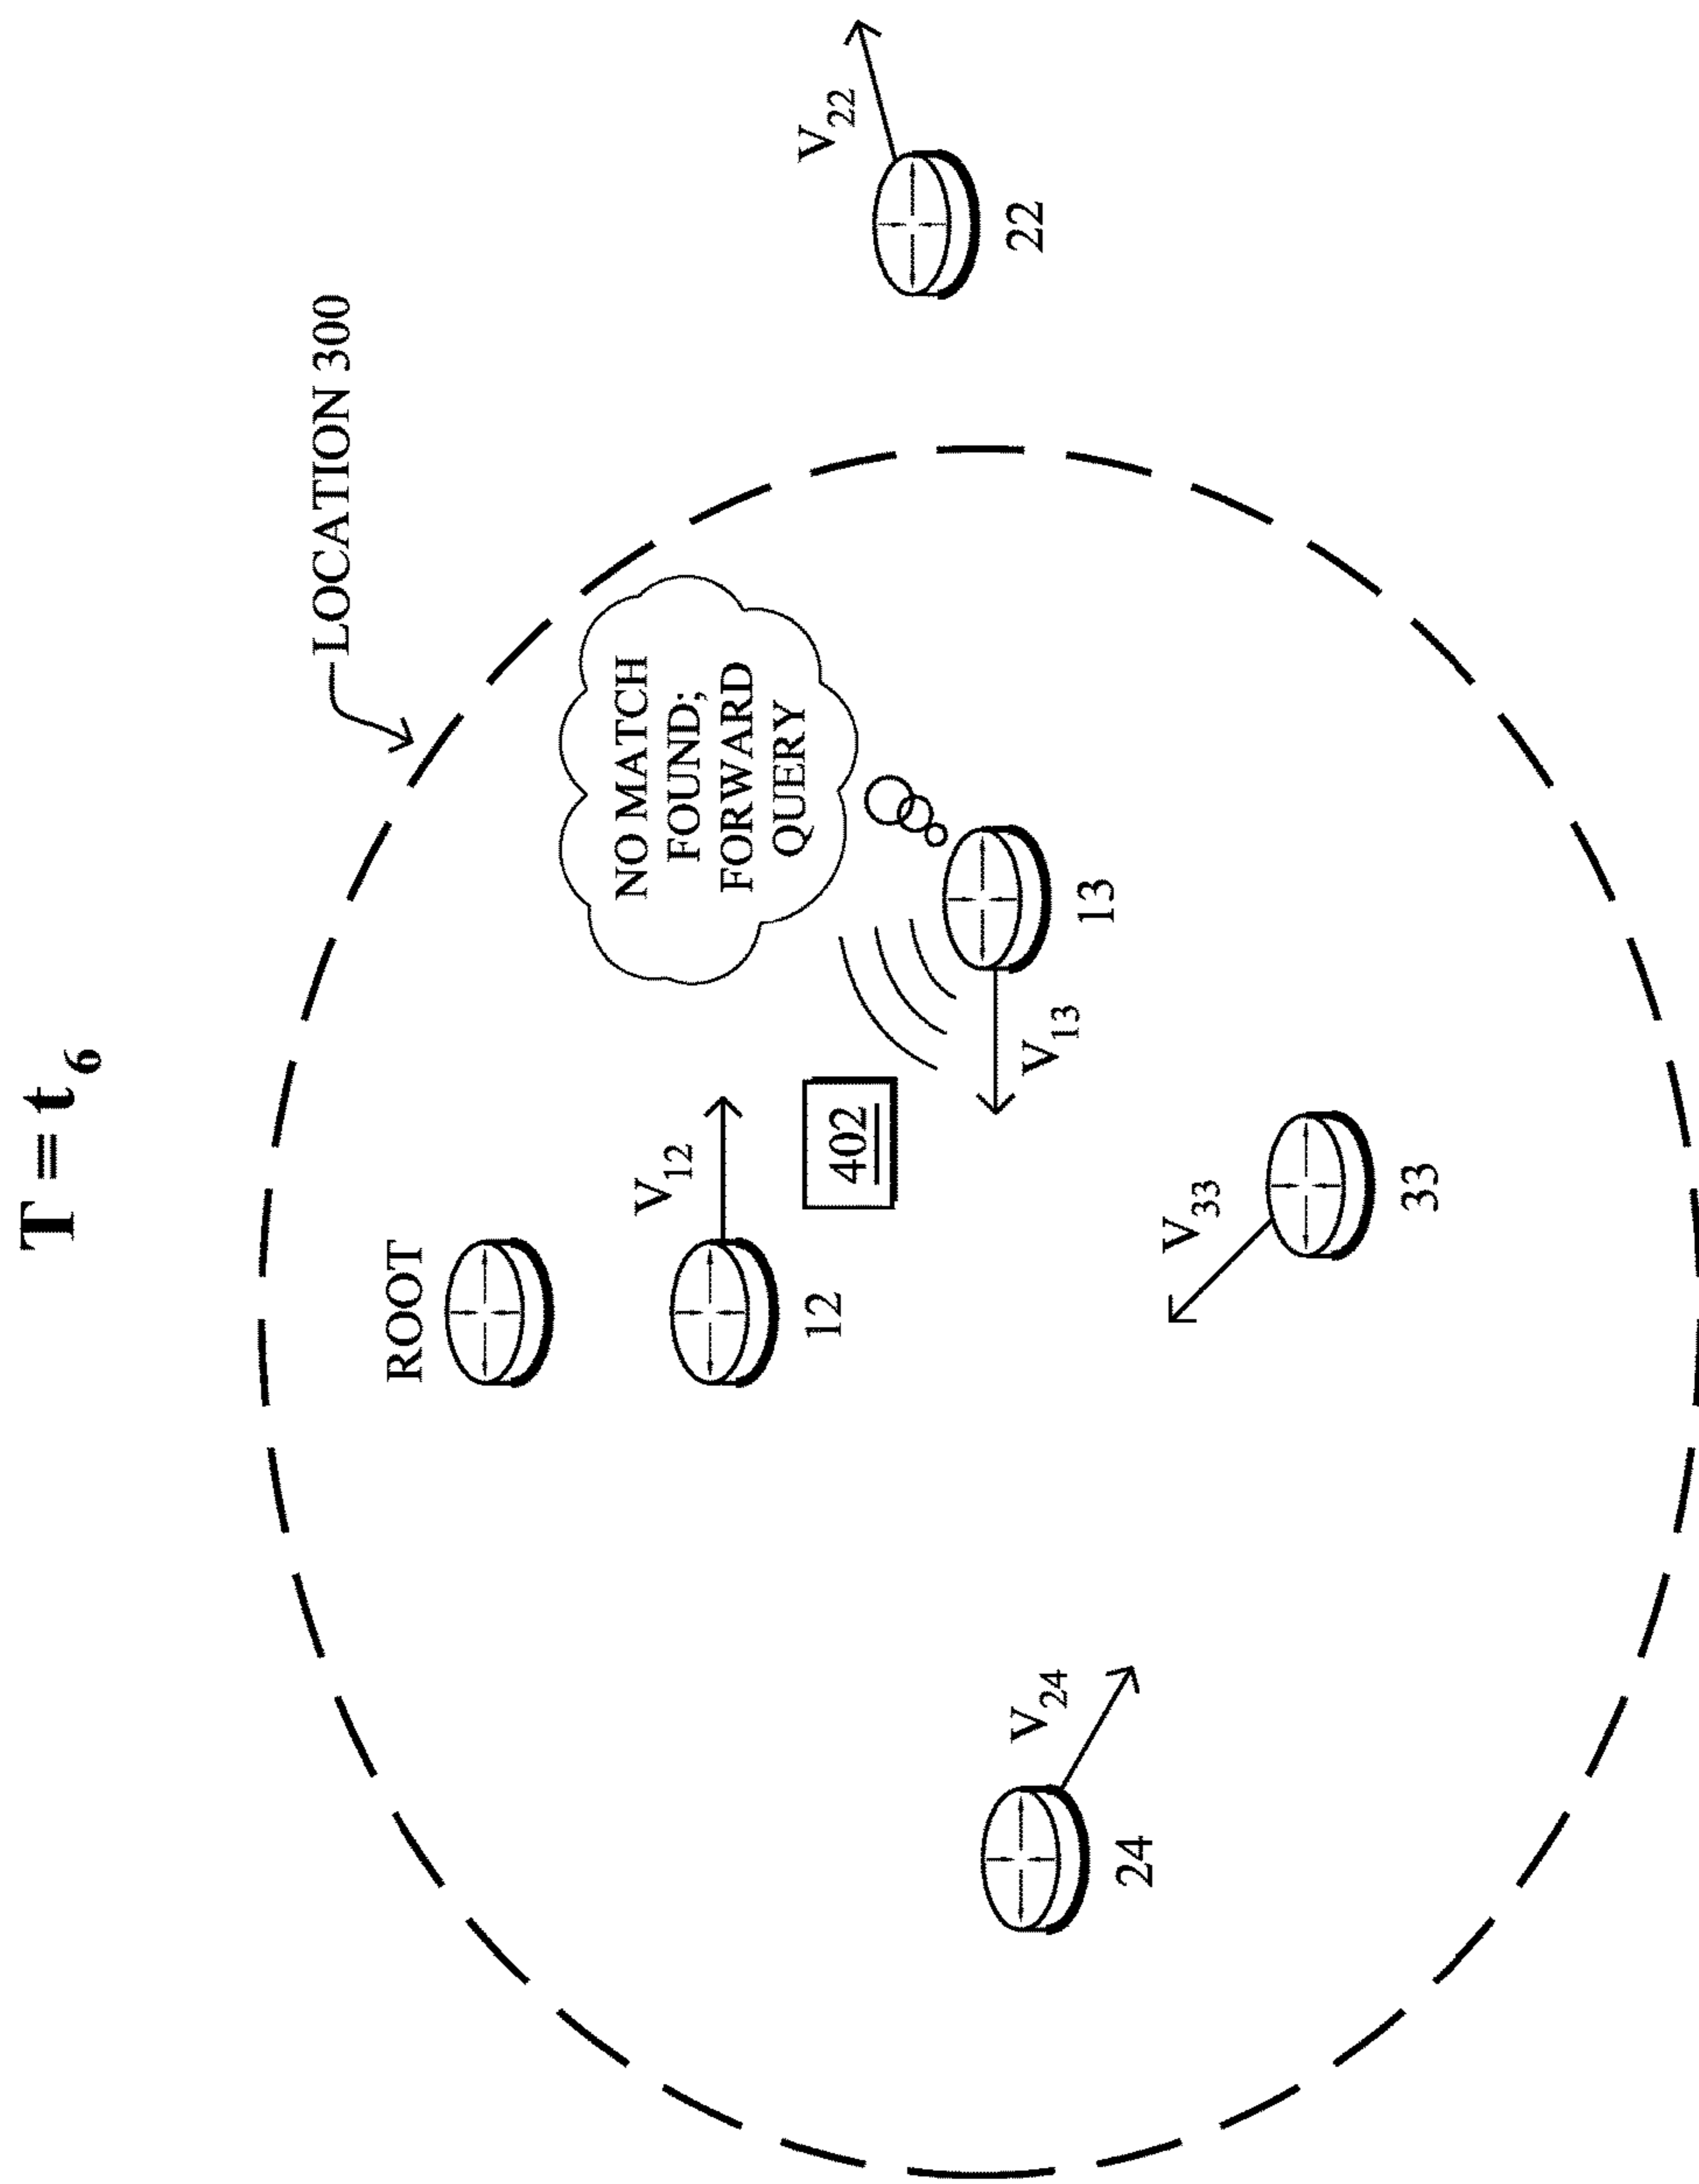 T = t₆
LOCATION 300
ROOT
V₁₂
12
402
NO MATCH
FOUND;
FORWARD
QUERY
V₂₂
22
V₁₃
13
V₂₄
24
V₃₃
33